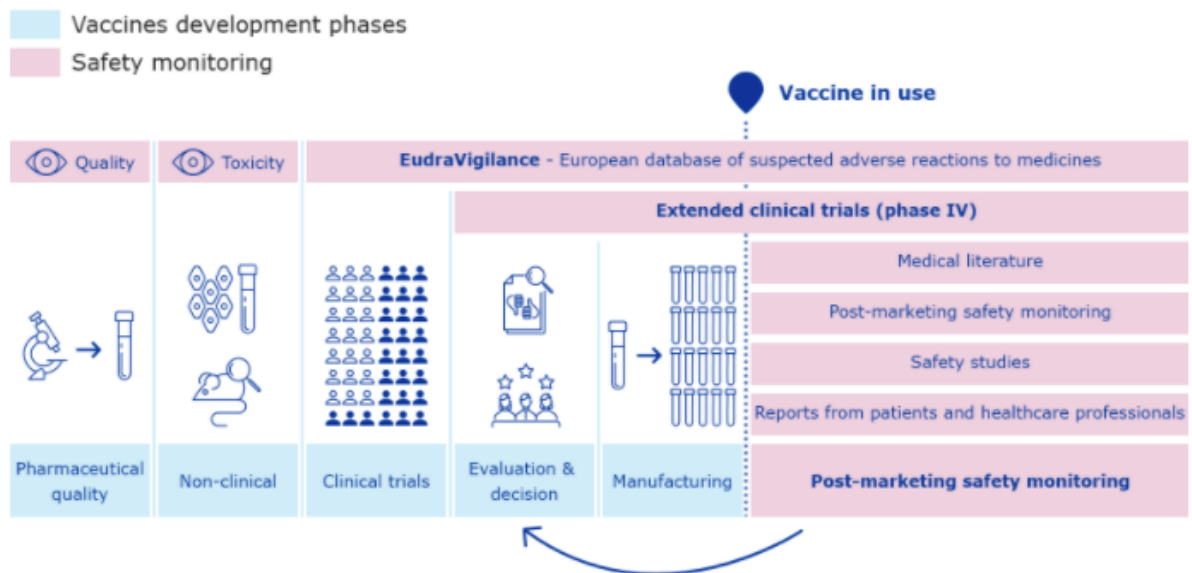 Vaccines development phases
Safety monitoring
Vaccine in use
Quality
Toxicity
EudraVigilance - European database of suspected adverse reactions to medicines
Extended clinical trials (phase IV)
Medical literature
Post-marketing safety monitoring
Safety studies
Reports from patients and healthcare professionals
Pharmaceutical
quality
Non-clinical
Clinical trials
Evaluation &
decision
Manufacturing
Post-marketing safety monitoring